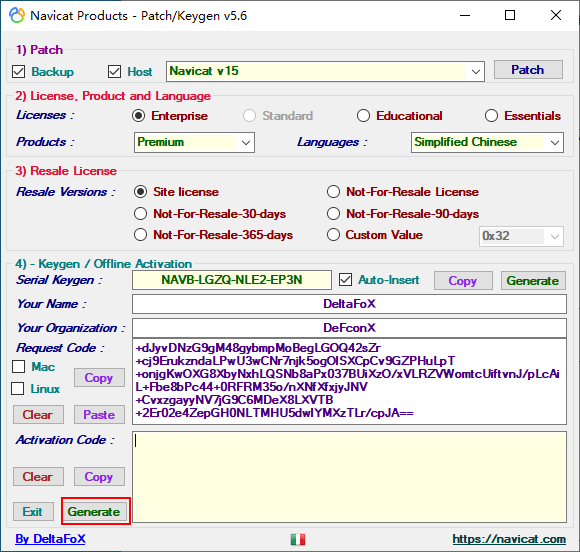 Navicat Products - Patch/Keygen v5.6
1) Patch
Backup Host Navicat v15 Patch
2) License, Product and Language
Licenses : Enterprise Standard Educational Essentials
Products : Premium Languages : Simplified Chinese
3) Resale License
Resale Versions : Site license Not-For-Resale License
Not-For-Resale-30-days Not-For-Resale-90-days
Not-For-Resale-365-days Custom Value 0x32
4) - Keygen / Offline Activation
Serial Keygen : NAVB-LGZQ-NLE2-EP3N Auto-Insert Copy Generate
Your Name : DeltaFoX
Your Organization : DeFconX
Request Code :
+dJyvDNzG9gM48gybmpMoBegLGOQ42sZr
+cj9ErukzndaLPwU3wCNr7njk5ogOlSXCpCv9GZPHuLpT
+onjgKwOXG8XbyNxhLQSNb8aPx037BUiXzO/xVLRZVWomtcUiftvnJ/pLcAi
L+Fbe8bPc44+0RFRM35o/nXNfXfxjyJNV
+CvxzgayyNV7jG9C6MDeX8LXVTB
+2Er02e4ZepGH0NLTMHU5dwIYMXzTLr/cpJA==
Mac
Linux
Copy
Clear Paste
Activation Code :
Clear Copy
Exit Generate
By DeltaFoX https://navicat.com